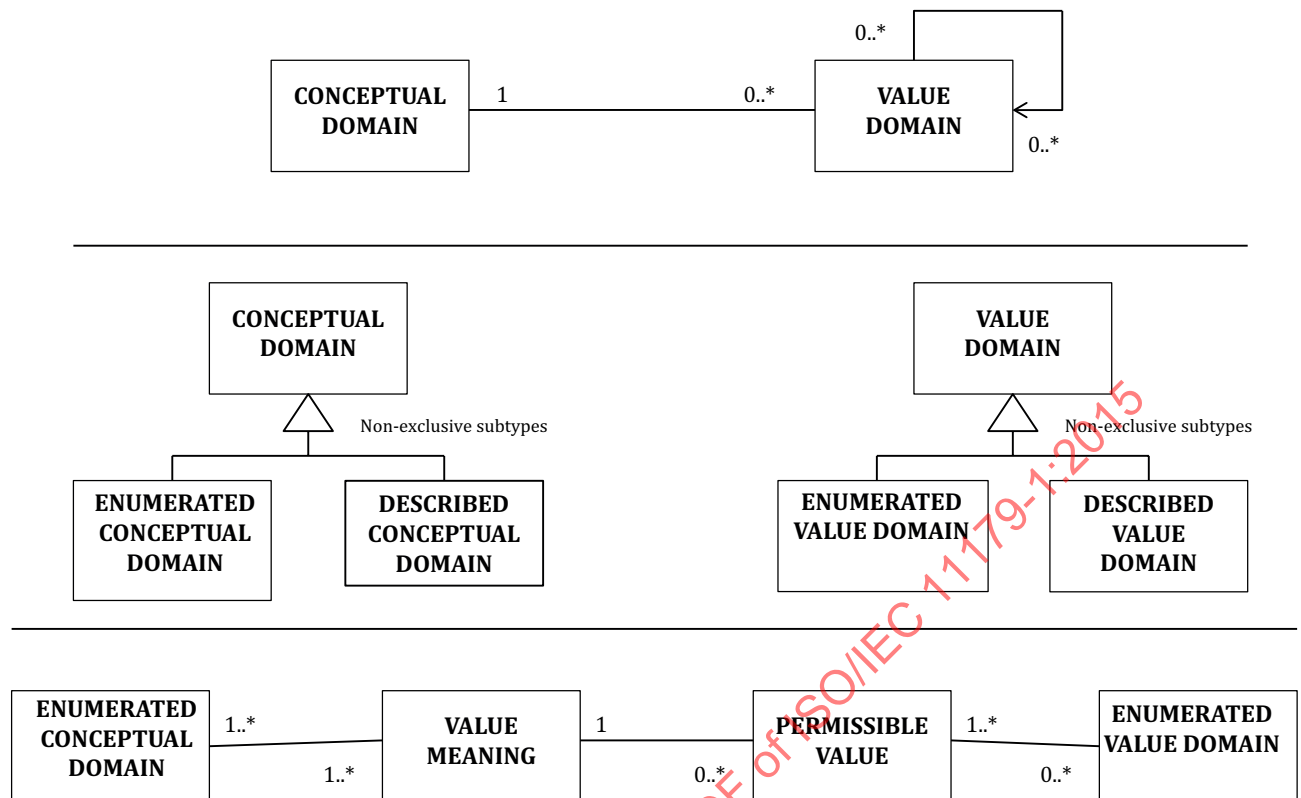 0..*
CONCEPTUAL
DOMAIN
1
0..*
VALUE
DOMAIN
0..*
CONCEPTUAL
DOMAIN
Non-exclusive subtypes
ENUMERATED
CONCEPTUAL
DOMAIN
DESCRIBED
CONCEPTUAL
DOMAIN
VALUE
DOMAIN
Non-exclusive subtypes
ENUMERATED
VALUE DOMAIN
DESCRIBED
VALUE
DOMAIN
ENUMERATED
CONCEPTUAL
DOMAIN
1..*
1..*
VALUE
MEANING
1
0..*
PERMISSIBLE
VALUE
1..*
0..*
ENUMERATED
VALUE DOMAIN
of ISO/IEC 11179-1:2015